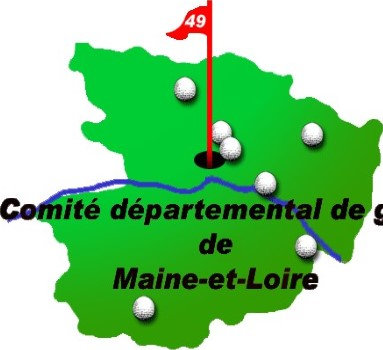 49
Comité départemental de
de
Maine-et-Loire